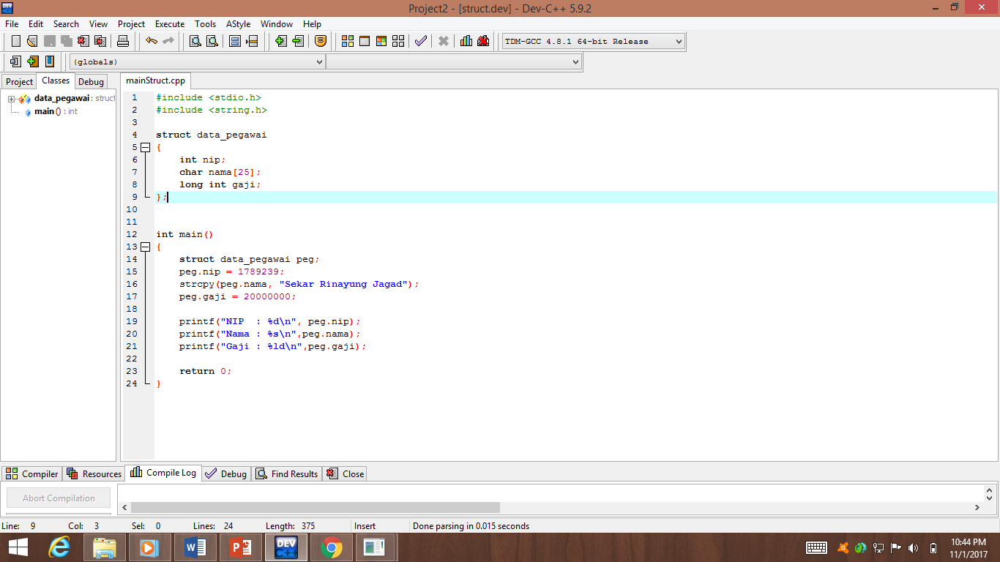 Project2 - [struct.dev] - Dev-C++ 5.9.2
File Edit Search View Project Execute Tools AStyle Window Help
TDM-GCC 4.8.1 64-bit Release
(globals)
Project Classes Debug
mainStruct.cpp
data_pegawai : struct
main () : int
1 #include <stdio.h>
2 #include <string.h>
3
4 struct data_pegawai
5 {
6 int nip;
7 char nama[25];
8 long int gaji;
9 };
10
11
12 int main()
13 {
14 struct data_pegawai peg;
15 peg.nip = 1789239;
16 strcpy(peg.nama, "Sekar Rinayung Jagad");
17 peg.gaji = 20000000;
18
19 printf("NIP  : %d\n", peg.nip);
20 printf("Nama : %s\n",peg.nama);
21 printf("Gaji : %ld\n",peg.gaji);
22
23 return 0;
24 }
Compiler Resources Compile Log Debug Find Results Close
Abort Compilation
Line: 9 Col: 3 Sel: 0 Lines: 24 Length: 375 Insert Done parsing in 0.015 seconds
DEV C++
10:44 PM
11/1/2017